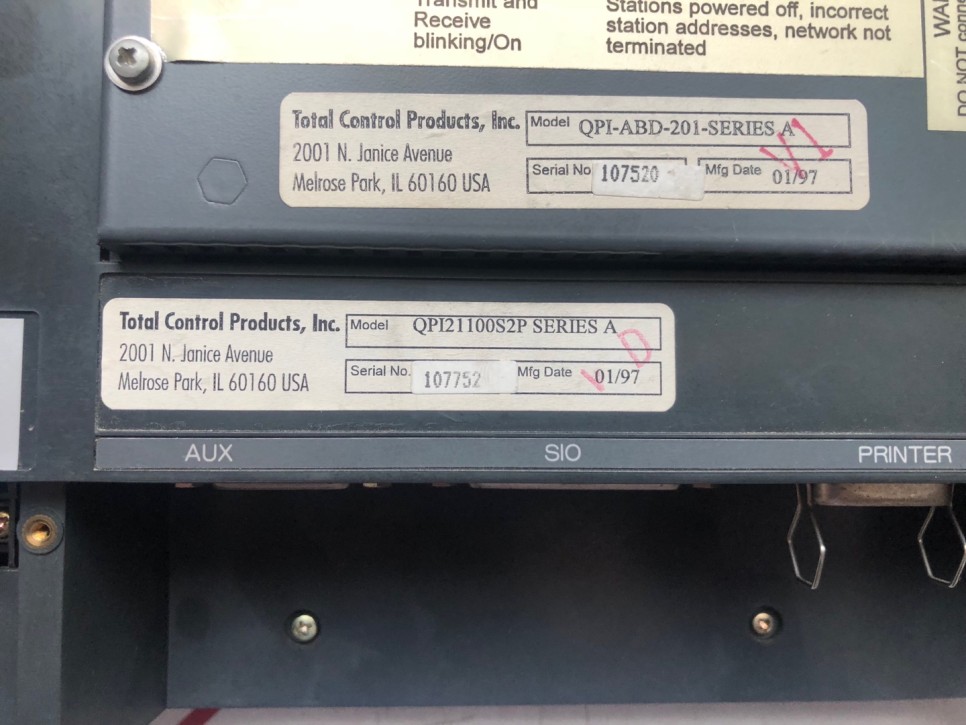 Transmit and
Receive
blinking/On
Stations powered off, incorrect
station addresses, network not
terminated
DO NOT
Total Control Products, Inc.
2001 N. Janice Avenue
Melrose Park, IL 60160 USA
Model QPI-ABD-201-SERIES A
Serial No 107520
Mfg Date 01/97
V1
Total Control Products, Inc.
2001 N. Janice Avenue
Melrose Park, IL 60160 USA
Model QPI21100S2P SERIES A
Serial No. 107752
Mfg Date 01/97
D
AUX
SIO
PRINTER